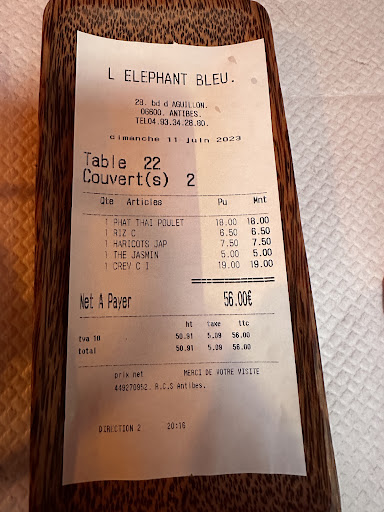 L ELEPHANT BLEU.
29. bd d AGUILLON.
06600. ANTIBES.
TEL04.93.34.28.80.
dimanche 11 juin 2023
Table 22
Couvert(s) 2
Qte Articles Pu Mnt
1 PHAT THAI POULET 18.00 18.00
1 RIZ C 6.50 6.50
1 HARICOTS JAP 7.50 7.50
1 THE JASMIN 5.00 5.00
1 CREV C I 19.00 19.00
================
Net A Payer 56.00€
ht taxe ttc
tva 10 50.91 5.09 56.00
total 50.91 5.09 56.00
prix net MERCI DE VOTRE VISITE
449270952. R.C.S Antibes.
DIRECTION 2 20:16